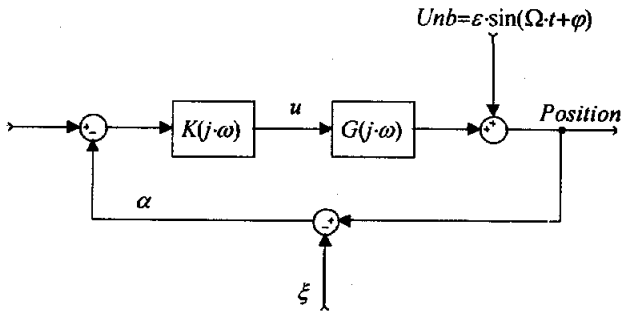 Unb=ε·sin(Ω·t+φ)
u
Position
K(j·ω)
G(j·ω)
+
-
+
+
α
+
-
ξ